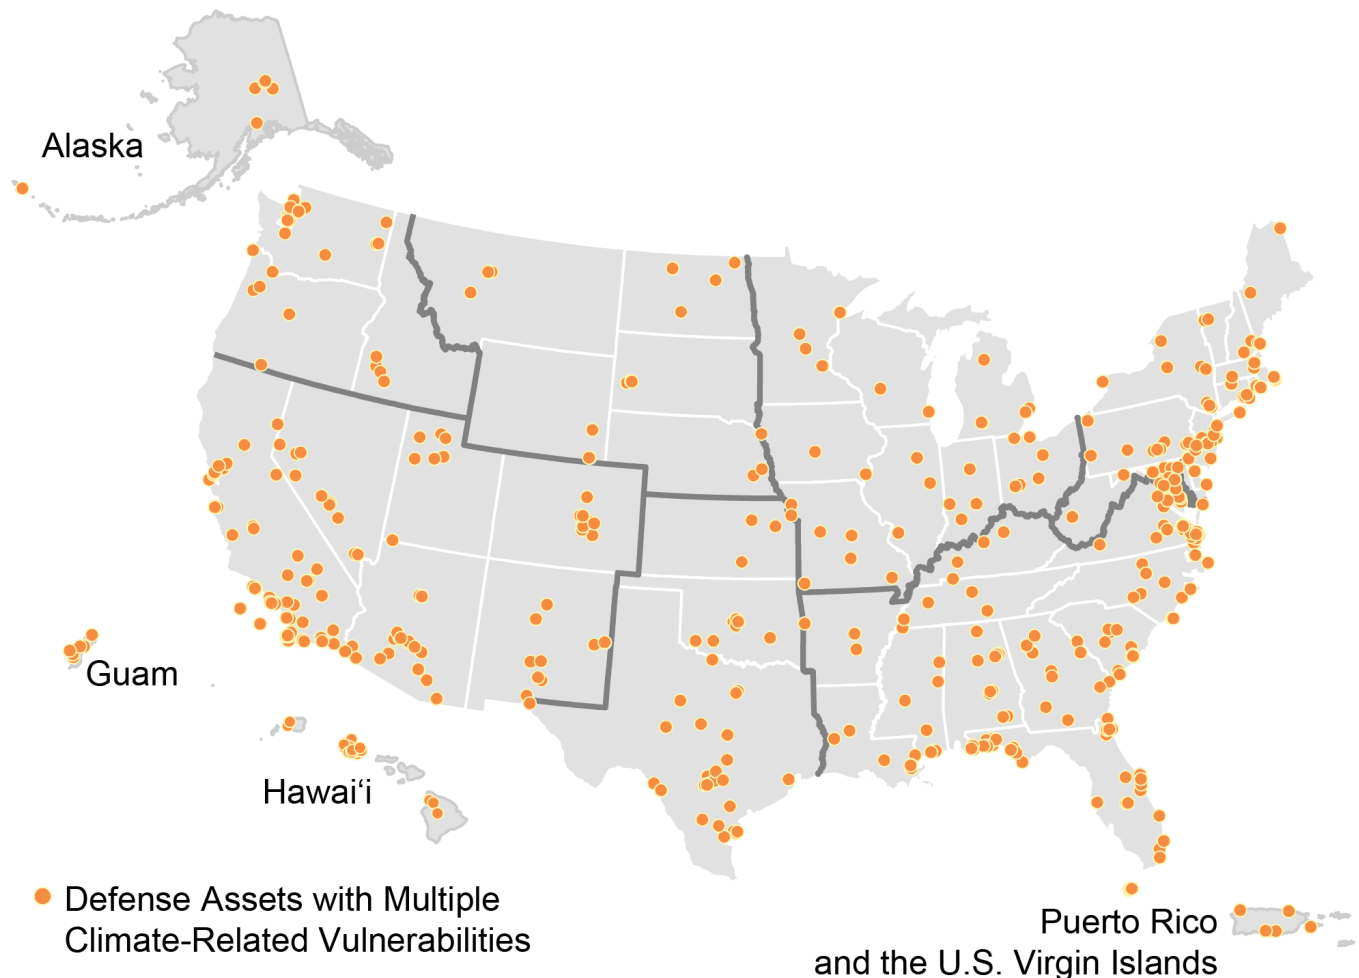 Alaska
Guam
Hawaiʻi
Defense Assets with Multiple
Climate-Related Vulnerabilities
Puerto Rico
and the U.S. Virgin Islands